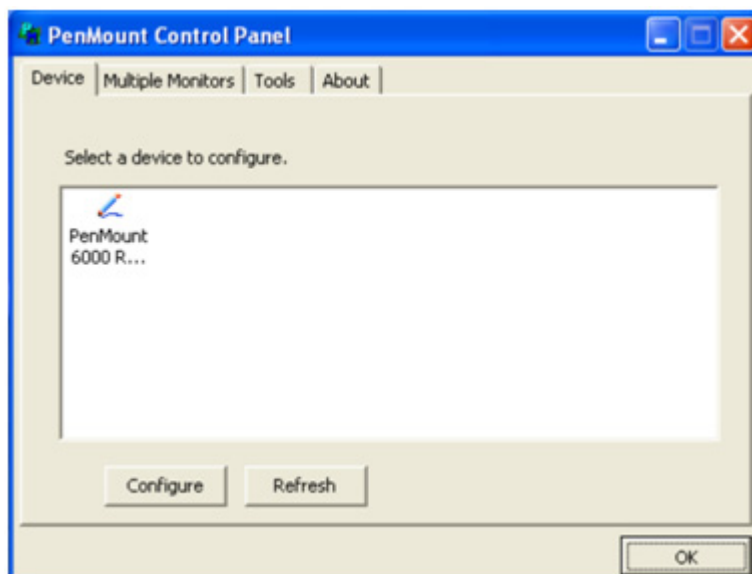 PenMount Control Panel
Device Multiple Monitors Tools About
Select a device to configure.
PenMount
6000 R...
Configure Refresh
OK